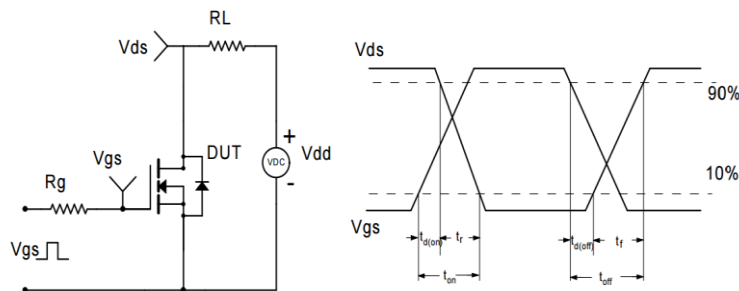 RL
Vds
Vgs
DUT
+
VDC
-
Vdd
Rg
Vgs
Vds
90%
10%
Vgs
td(on)
tr
td(off)
tf
ton
toff